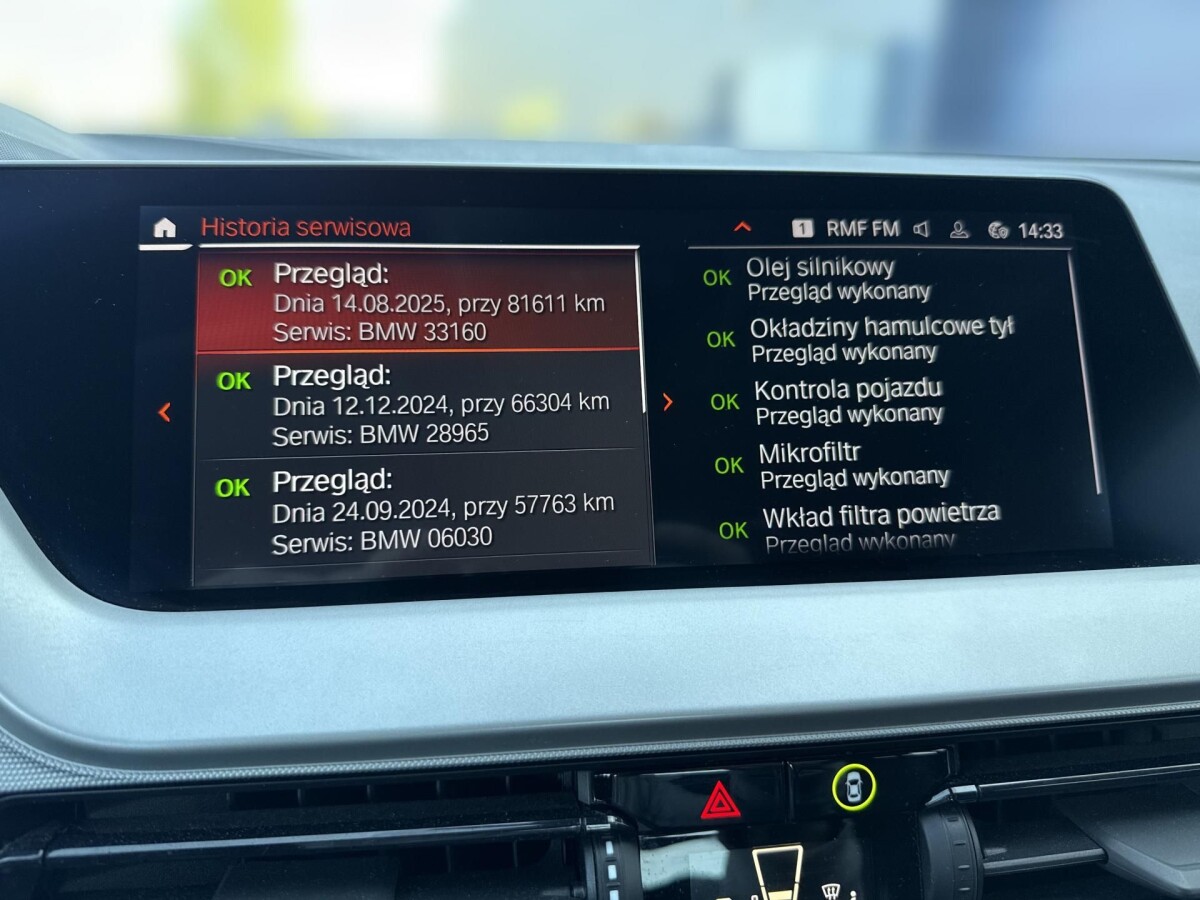 Historia serwisowa
1 RMF FM 14:33
OK Przegląd:
Dnia 14.08.2025, przy 81611 km
Serwis: BMW 33160
OK Przegląd:
Dnia 12.12.2024, przy 66304 km
Serwis: BMW 28965
OK Przegląd:
Dnia 24.09.2024, przy 57763 km
Serwis: BMW 06030
OK Olej silnikowy
Przegląd wykonany
OK Okładziny hamulcowe tył
Przegląd wykonany
OK Kontrola pojazdu
Przegląd wykonany
OK Mikrofiltr
Przegląd wykonany
OK Wkład filtra powietrza
Przegląd wykonany